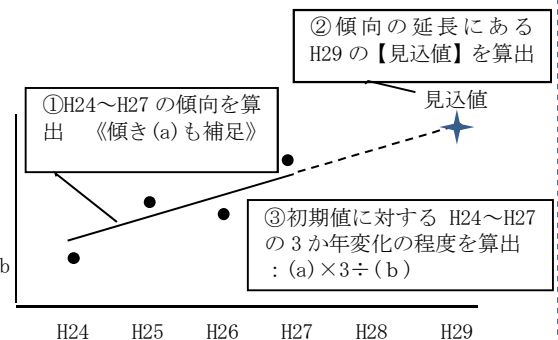 ②傾向の延長にある
H29の【見込値】を算出
①H24～H27の傾向を算
出　《傾き(a)も補足》
見込値
③初期値に対する H24～H27
の3か年変化の程度を算出
：(a)×3÷(b)
b
H24 H25 H26 H27 H28 H29